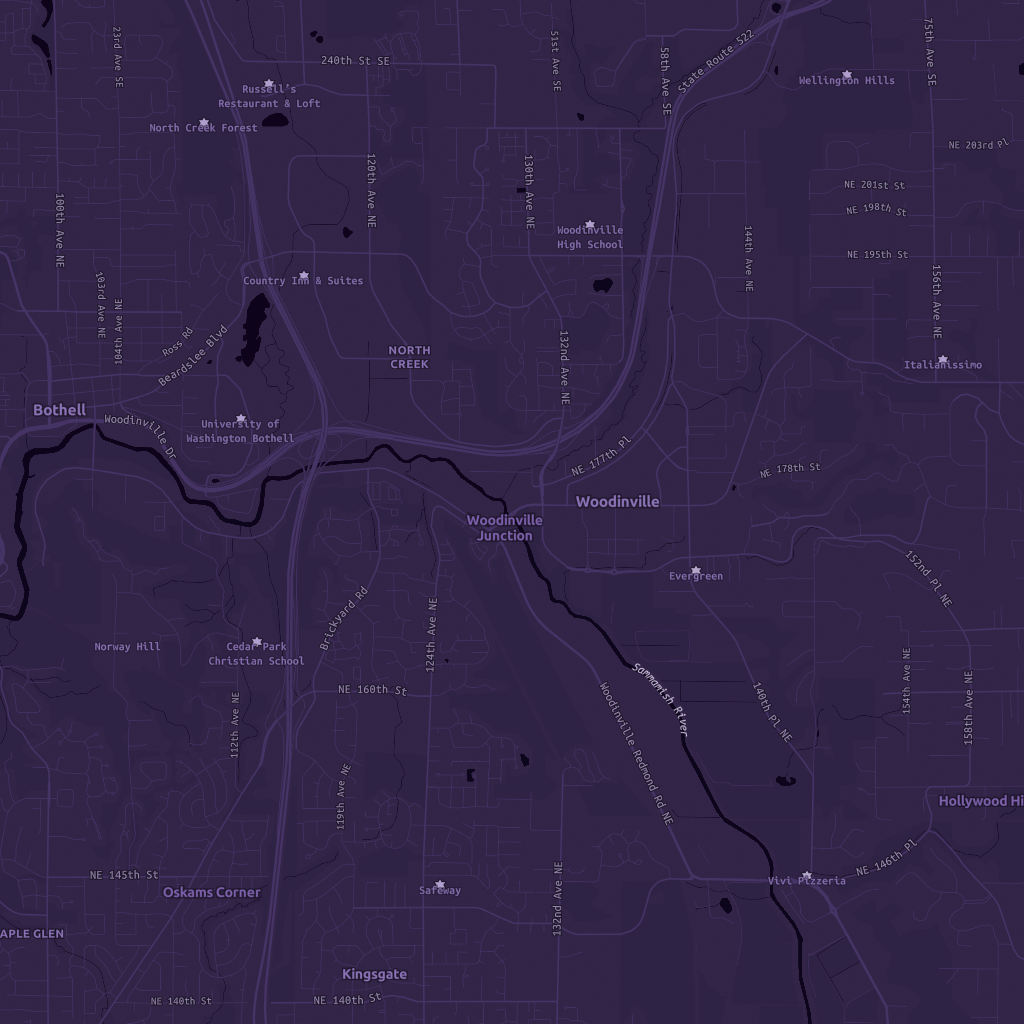 23rd Ave SE
240th St SE
51st Ave SE
58th Ave SE
State Route 522
75th Ave SE
Wellington Hills
Russell's
Restaurant & Loft
North Creek Forest
NE 203rd Pl
120th Ave NE
130th Ave NE
NE 201st St
NE 198th St
100th Ave NE
Woodinville
High School
144th Ave NE
NE 195th St
Country Inn & Suites
103rd Ave NE
104th Ave NE
156th Ave NE
Ross Rd
Beardslee Blvd
NORTH
CREEK
132nd Ave NE
Italianissimo
Bothell
Woodinville Dr
University of
Washington Bothell
NE 177th Pl
NE 178th St
Woodinville
Woodinville
Junction
Evergreen
152nd Pl NE
Brickyard Rd
124th Ave NE
Norway Hill
Cedar Park
Christian School
Sammamish River
154th Ave NE
158th Ave NE
NE 160th St
112th Ave NE
140th Pl NE
Woodinville Redmond Rd NE
119th Ave NE
Hollywood Hi
NE 146th Pl
NE 145th St
Oskams Corner
Safeway
Vivi Pizzeria
132nd Ave NE
APLE GLEN
Kingsgate
NE 140th St
NE 140th St